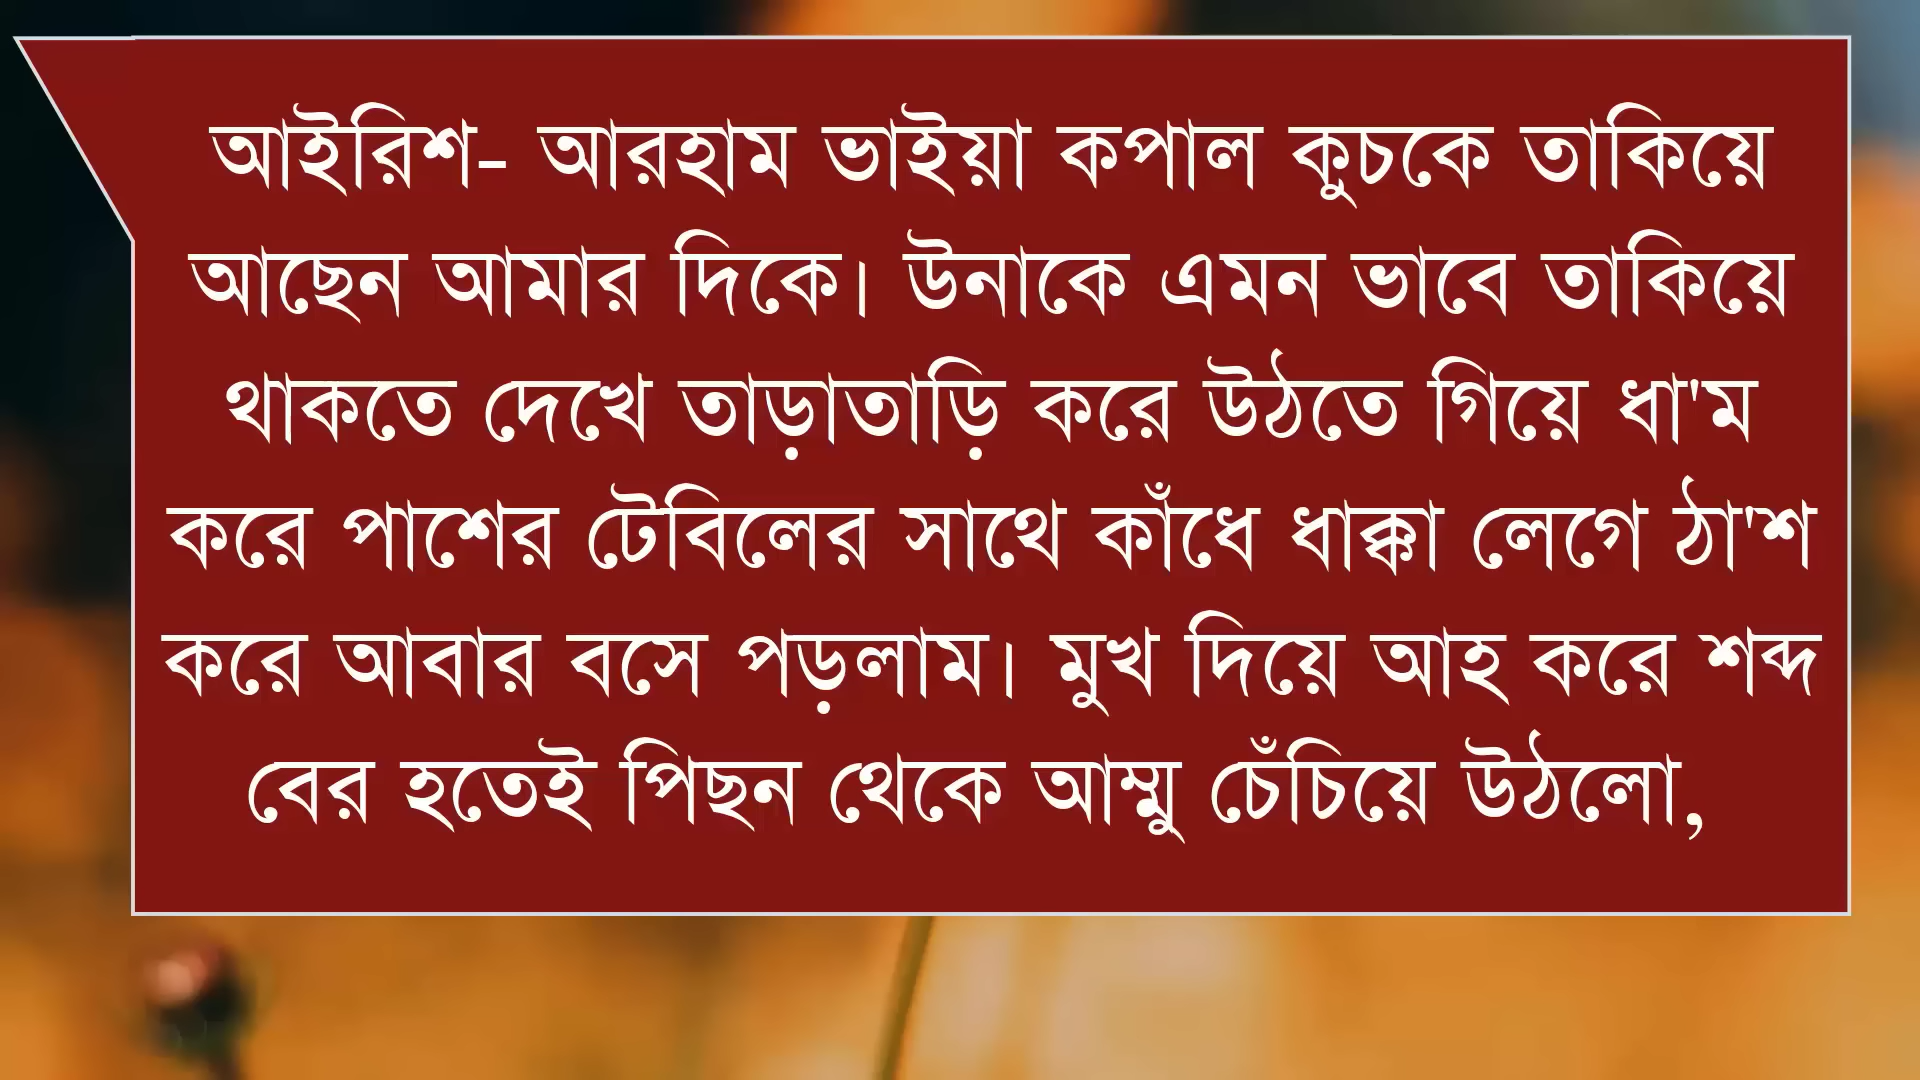 আইরিশ- আরহাম ভাইয়া কপাল কুচকে তাকিয়ে
আছেন আমার দিকে। উনাকে এমন ভাবে তাকিয়ে
থাকতে দেখে তাড়াতাড়ি করে উঠতে গিয়ে ধা'ম
করে পাশের টেবিলের সাথে কাঁধে ধাক্কা লেগে ঠা'শ
করে আবার বসে পড়লাম। মুখ দিয়ে আহ করে শব্দ
বের হতেই পিছন থেকে আম্মু চেঁচিয়ে উঠলো,